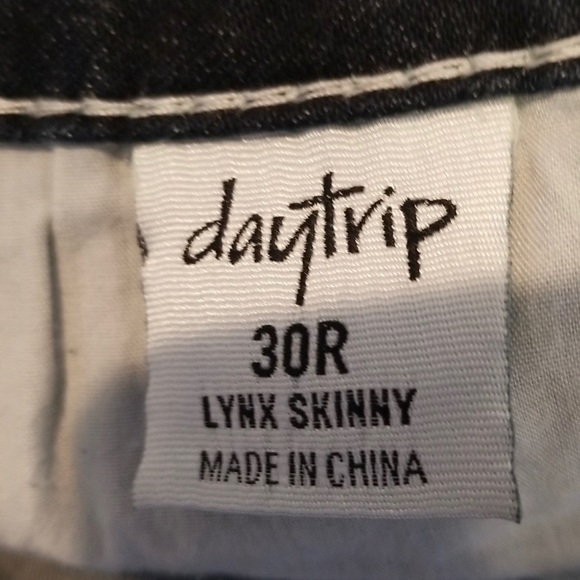 daytrip
30R
LYNX SKINNY
MADE IN CHINA